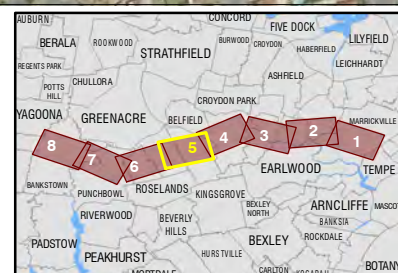 AUBURN
CONCORD
FIVE DOCK
BERALA
ROOKWOOD
STRATHFIELD
BURWOOD
CROYDON
HABERFIELD
LILYFIELD
REGENTS PARK
LEICHHARDT
CHULLORA
ASHFIELD
POTTS
HILL
CROYDON PARK
YAGOONA
GREENACRE
BELFIELD
MARRICKVILLE
8
7
6
5
4
3
2
1
BANKSTOWN
PUNCHBOWL
ROSELANDS
KINGSGROVE
EARLWOOD
TEMPE
RIVERWOOD
BEVERLY
HILLS
BEXLEY
NORTH
ARNCLIFFE
MASCOT
BANKSIA
ROCKDALE
PADSTOW
PEAKHURST
HURSTVILLE
BEXLEY
CARLTON
BOTANY